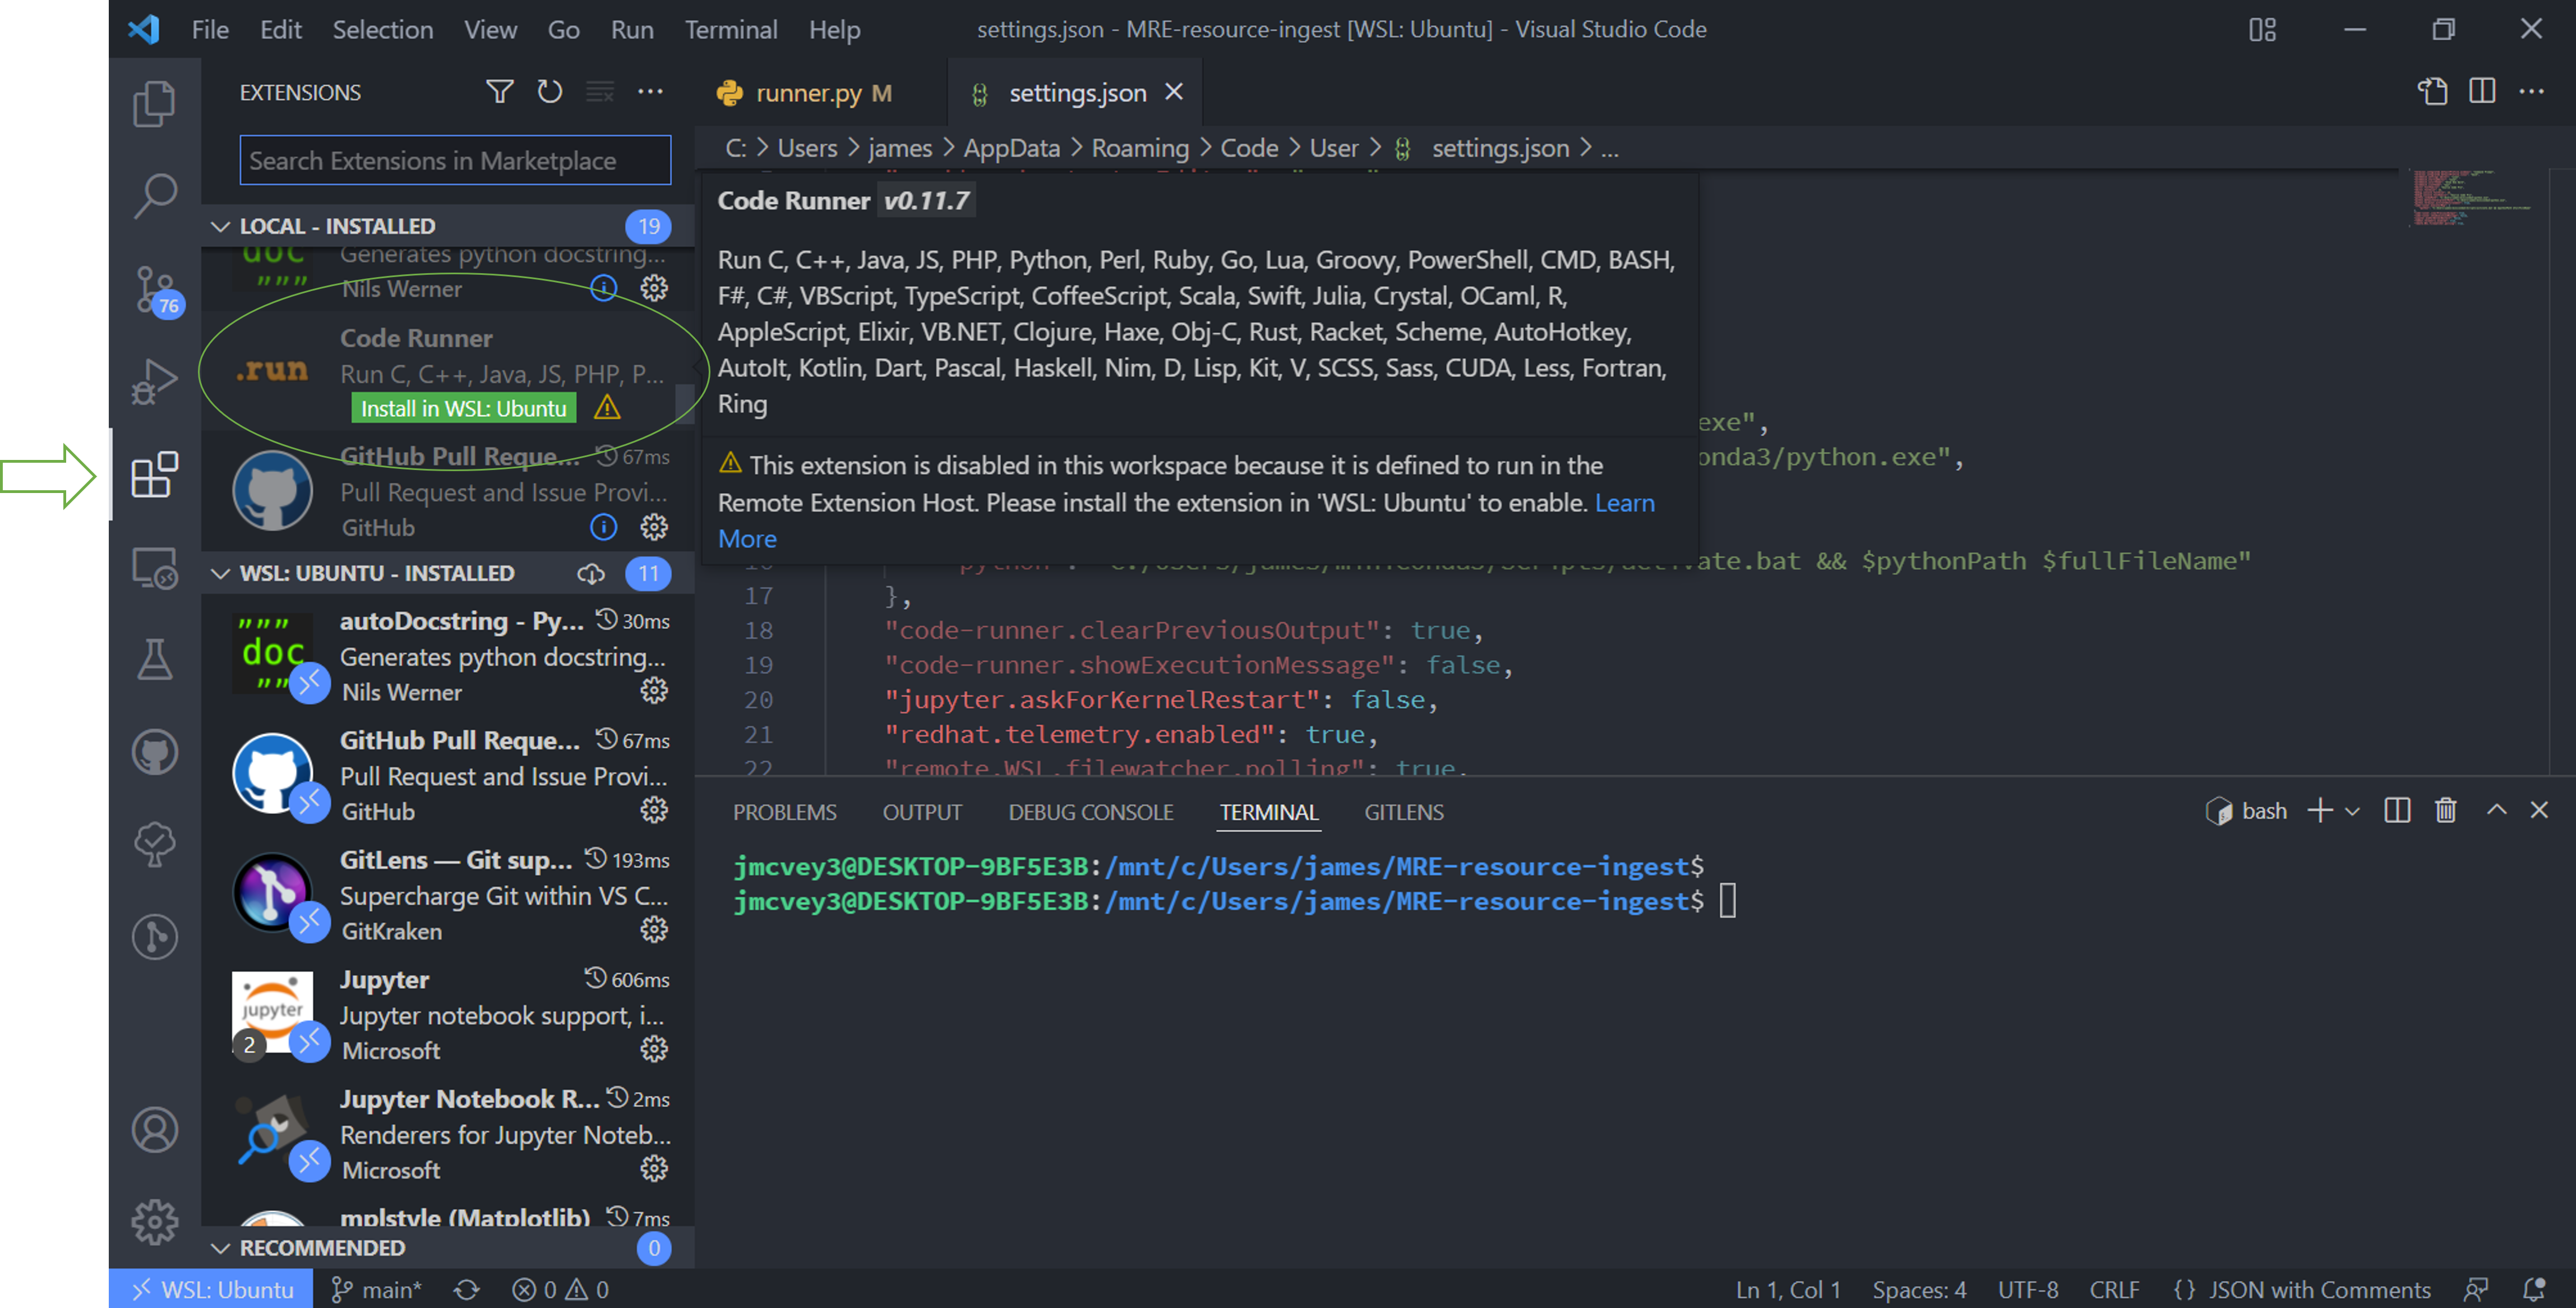 File Edit Selection View Go Run Terminal Help settings.json - MRE-resource-ingest [WSL: Ubuntu] - Visual Studio Code
EXTENSIONS
Search Extensions in Marketplace
LOCAL - INSTALLED 19
doc Generates python docstring...
""" Nils Werner
Code Runner
.run Run C, C++, Java, JS, PHP, P...
Install in WSL: Ubuntu
GitHub Pull Reque... 67ms
Pull Request and Issue Provi...
GitHub
WSL: UBUNTU - INSTALLED 11
autoDocstring - Py... 30ms
""" doc """ Generates python docstring...
Nils Werner
GitHub Pull Reque... 67ms
Pull Request and Issue Provi...
GitHub
GitLens — Git sup... 193ms
Supercharge Git within VS C...
GitKraken
Jupyter 606ms
jupyter Jupyter notebook support, i...
2 Microsoft
Jupyter Notebook R... 2ms
Renderers for Jupyter Noteb...
Microsoft
mplstyle (Matplotlib) 7ms
RECOMMENDED 0
76
runner.py M
settings.json
C: > Users > james > AppData > Roaming > Code > User > settings.json > ...
Code Runner v0.11.7
Run C, C++, Java, JS, PHP, Python, Perl, Ruby, Go, Lua, Groovy, PowerShell, CMD, BASH,
F#, C#, VBScript, TypeScript, CoffeeScript, Scala, Swift, Julia, Crystal, OCaml, R,
AppleScript, Elixir, VB.NET, Clojure, Haxe, Obj-C, Rust, Racket, Scheme, AutoHotkey,
AutoIt, Kotlin, Dart, Pascal, Haskell, Nim, D, Lisp, Kit, V, SCSS, Sass, CUDA, Less, Fortran,
Ring
This extension is disabled in this workspace because it is defined to run in the
Remote Extension Host. Please install the extension in 'WSL: Ubuntu' to enable. Learn
More
exe",
onda3/python.exe",
.bat && $pythonPath $fullFileName"
17 },
18 "code-runner.clearPreviousOutput": true,
19 "code-runner.showExecutionMessage": false,
20 "jupyter.askForKernelRestart": false,
21 "redhat.telemetry.enabled": true,
22 "remote.WSL.filewatcher.polling": true,
PROBLEMS OUTPUT DEBUG CONSOLE TERMINAL GITLENS bash
jmcvey3@DESKTOP-9BF5E3B:/mnt/c/Users/james/MRE-resource-ingest$
jmcvey3@DESKTOP-9BF5E3B:/mnt/c/Users/james/MRE-resource-ingest$
WSL: Ubuntu main* 0 0 Ln 1, Col 1 Spaces: 4 UTF-8 CRLF {} JSON with Comments